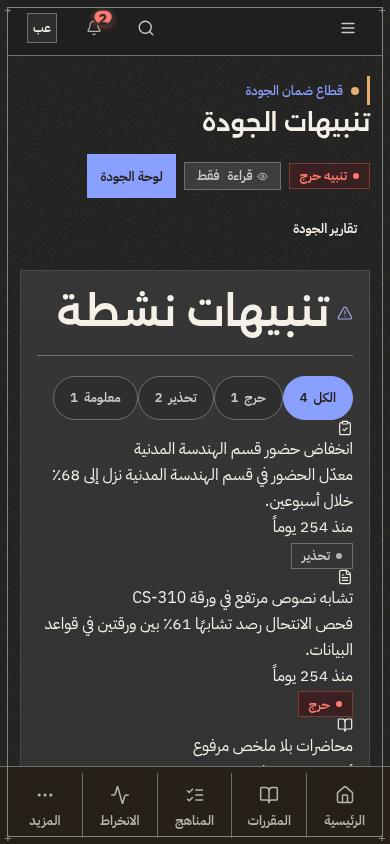 عب
2
قطاع ضمان الجودة
تنبيهات الجودة
تنبيه حرج
قراءة فقط
لوحة الجودة
تقارير الجودة
تنبيهات نشطة
الكل 4
حرج 1
تحذير 2
معلومة 1
انخفاض حضور قسم الهندسة المدنية
معدّل الحضور في قسم الهندسة المدنية نزل إلى 68٪
خلال أسبوعين.
منذ 254 يوماً
تحذير
تشابه نصوص مرتفع في ورقة CS-310
فحص الانتحال رصد تشابهًا 61٪ بين ورقتين في قواعد
البيانات.
منذ 254 يوماً
حرج
محاضرات بلا ملخص مرفوع
الرئيسية
المقررات
المناهج
الانخراط
المزيد